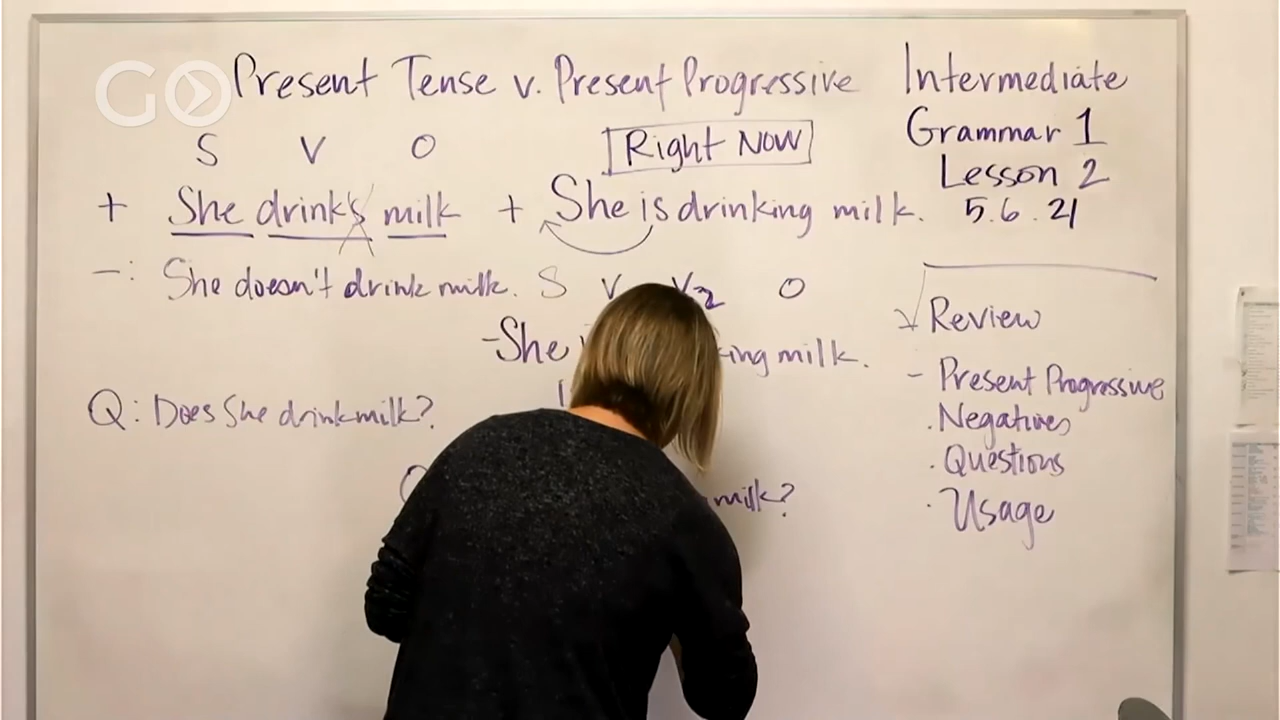 GO
Present Tense v. Present Progressive
S V O
Right Now
+ She drinks milk
+ She is drinking milk.
-: She doesn't drink milk.
S V V2 O
-She
ing milk.
Q: Does She drink milk?
milk?
Intermediate
Grammar 1
Lesson 2
5.6.21
Review
- Present Progressive
. Negatives
. Questions
. Usage